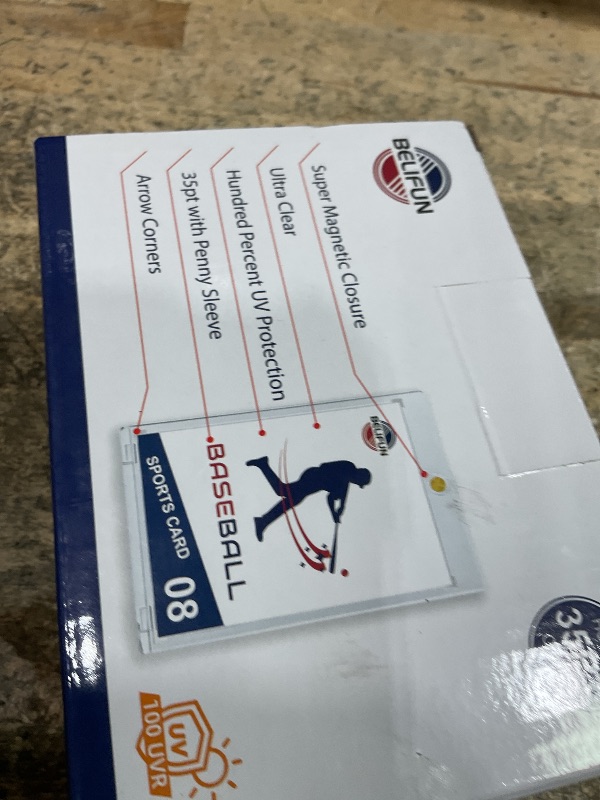 BELIFUN
Super Magnetic Closure
Ultra Clear
Hundred Percent UV Protection
35pt with Penny Sleeve
Arrow Corners
BELIFUN
BASEBALL
SPORTS CARD 08
UV
100 UVR